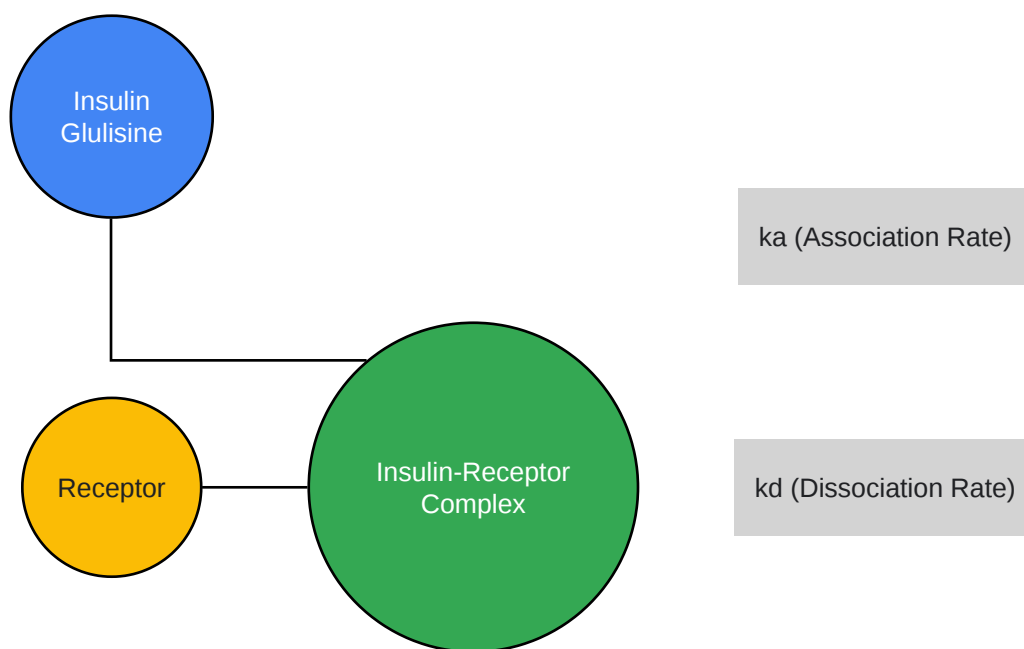 Insulin
Glulisine
ka (Association Rate)
Receptor
Insulin-Receptor
Complex
kd (Dissociation Rate)